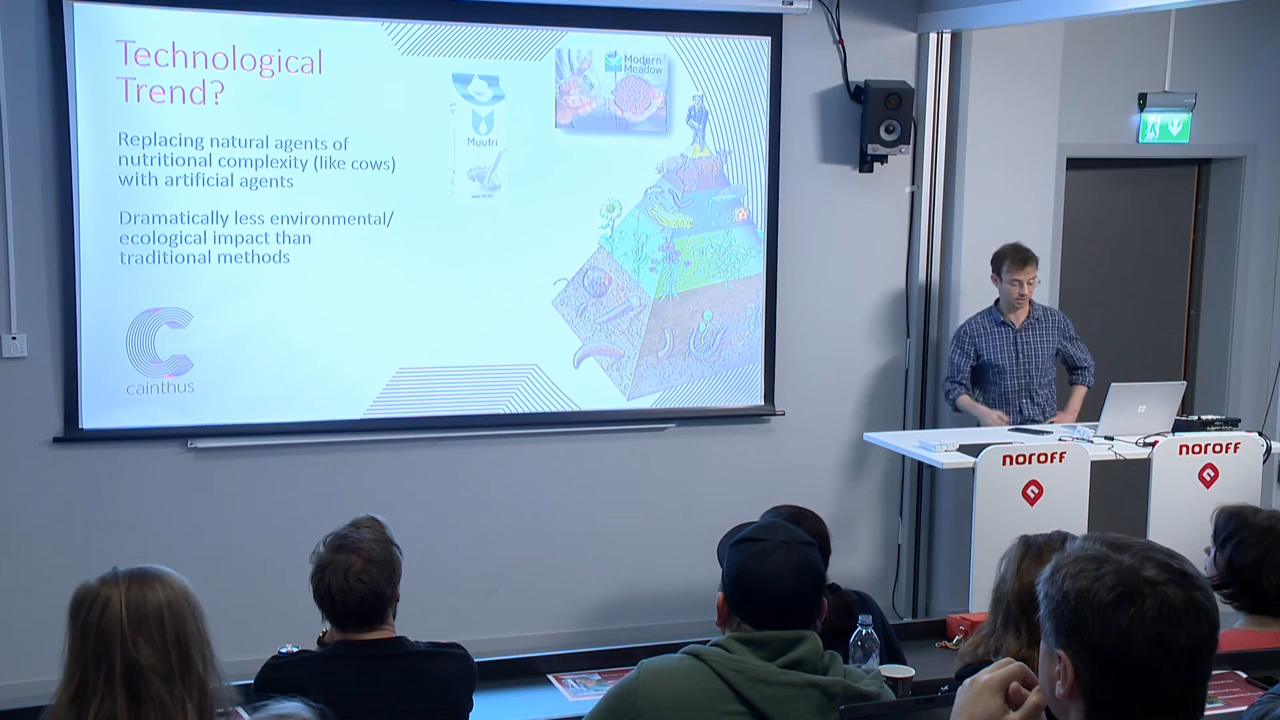 Technological
Trend?
Replacing natural agents of
nutritional complexity (like cows)
with artificial agents
Dramatically less environmental/
ecological impact than
traditional methods
cainthus
Muufri
Modern
Meadow
noroff
noroff